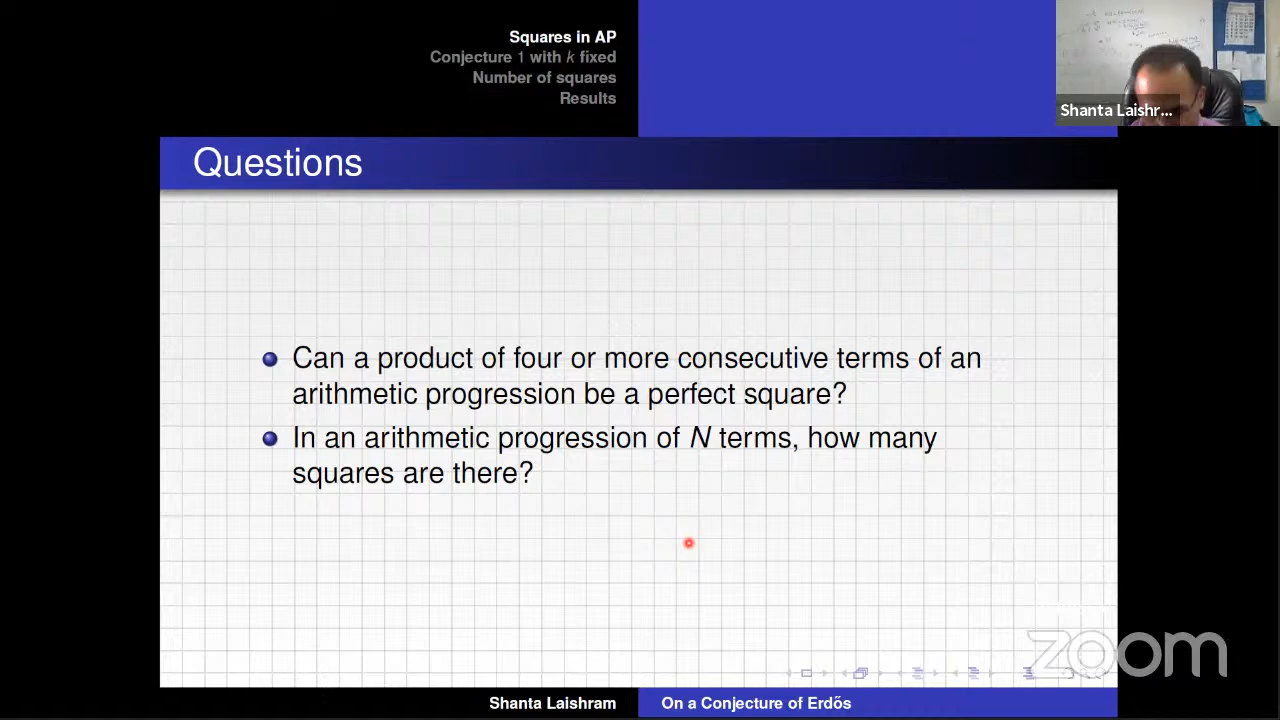 Squares in AP
Conjecture 1 with k fixed
Number of squares
Results
Shanta Laishr...
Questions
Can a product of four or more consecutive terms of an
arithmetic progression be a perfect square?
In an arithmetic progression of N terms, how many
squares are there?
zoom
Shanta Laishram
On a Conjecture of Erdős